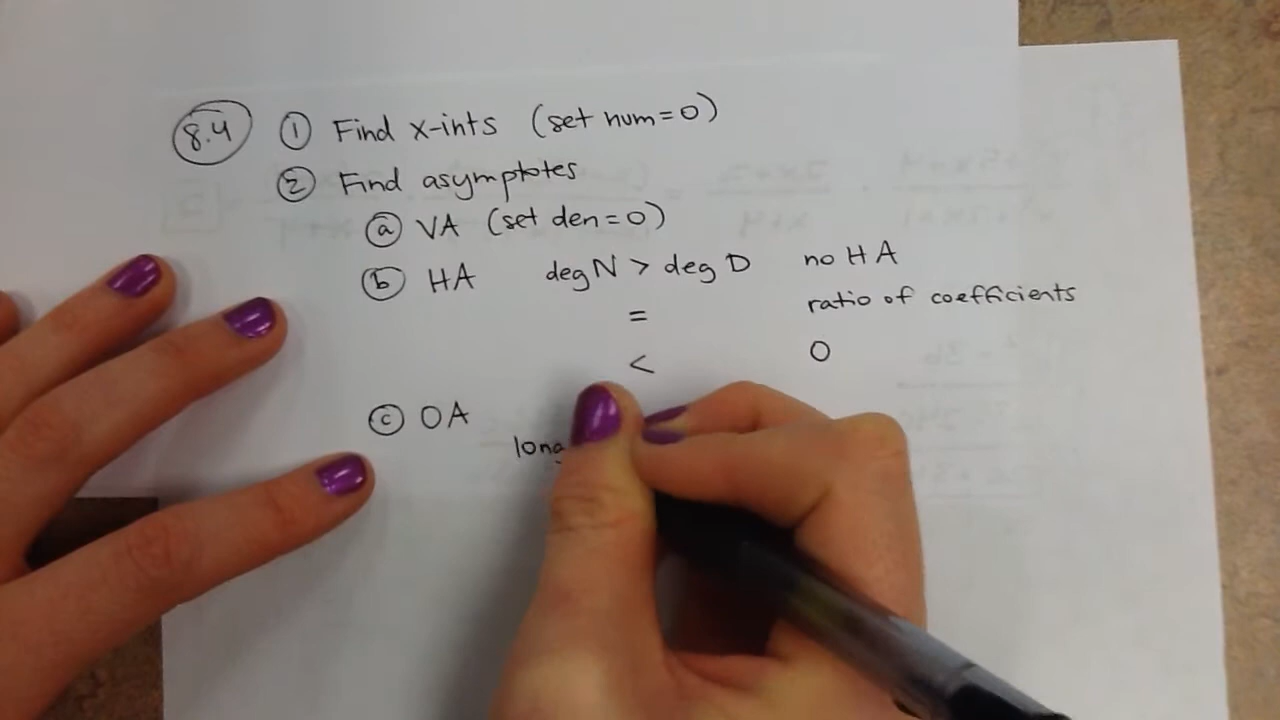 8.4 ① Find x-ints (set num=0)
② Find asymptotes
ⓐ VA (set den=0)
ⓑ HA deg N > deg D no HA
= ratio of coefficients
< 0
ⓒ OA
long